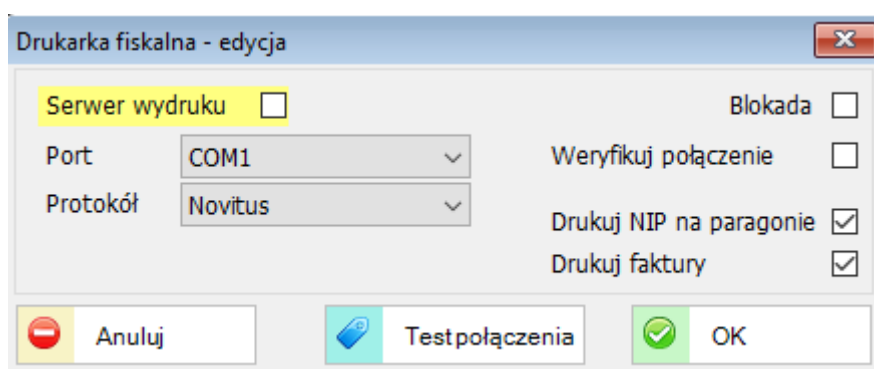 Drukarka fiskalna - edycja
Serwer wydruku
Blokada
Port COM1
Weryfikuj połączenie
Protokół Novitus
Drukuj NIP na paragonie
Drukuj faktury
Anuluj
Test połączenia
OK